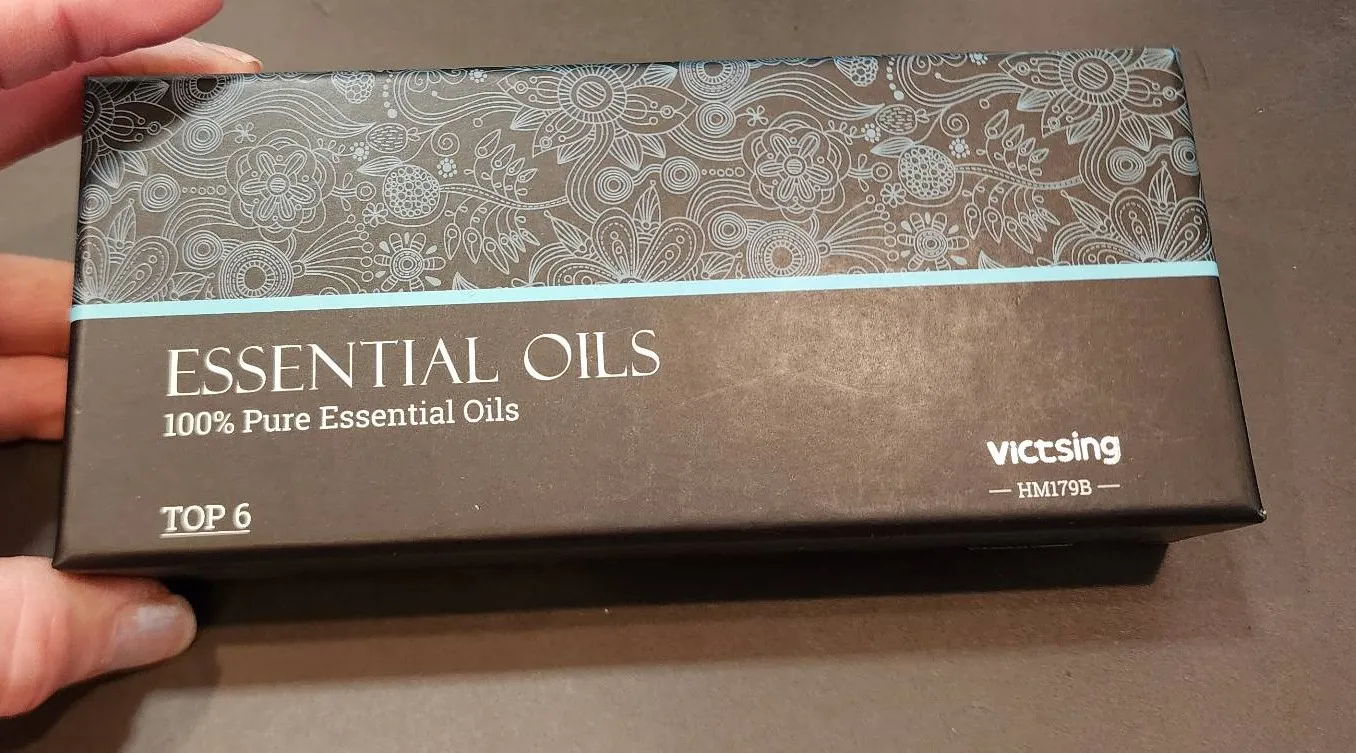 ESSENTIAL OILS
100% Pure Essential Oils
TOP 6
victsing
— HM179B —